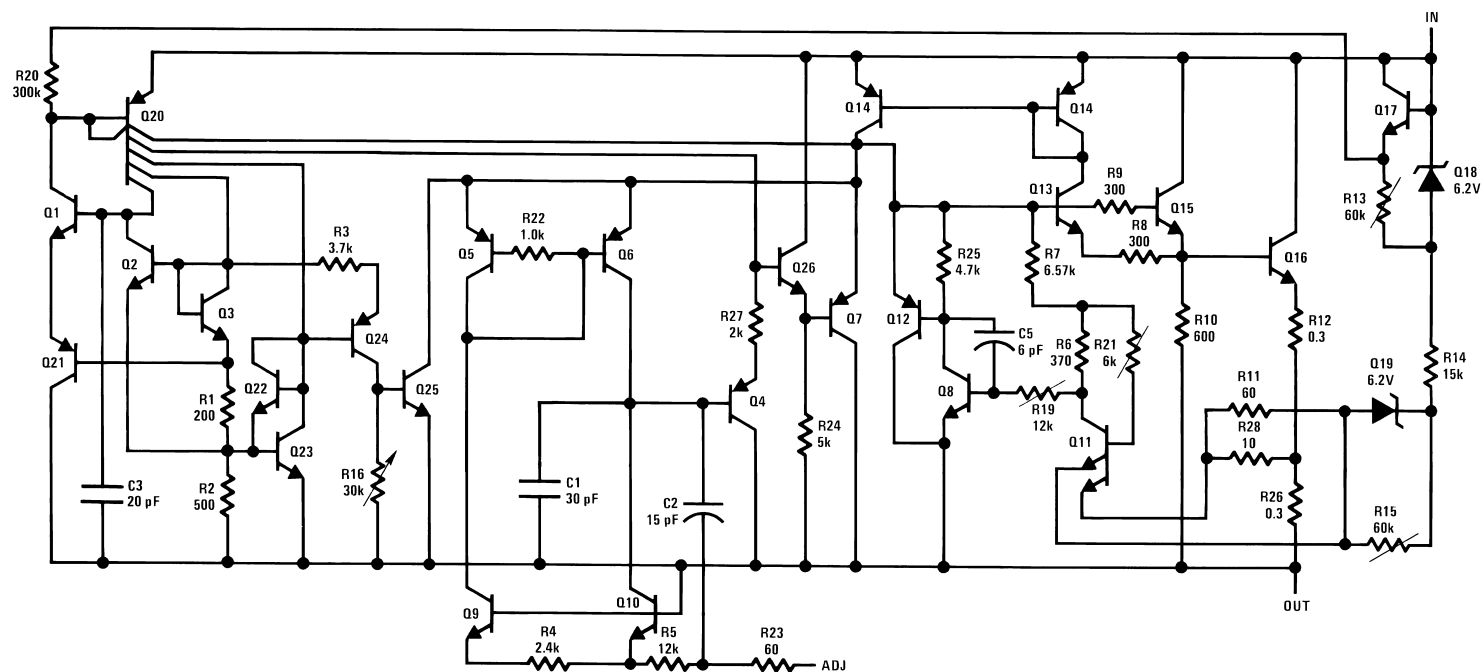 IN
R20
300k
Q20
Q14
Q14
Q17
Q18
6.2V
R13
60k
Q1
Q2
R3
3.7k
Q3
Q5
R22
1.0k
Q6
Q26
Q13
R9
300
Q15
R8
300
R25
4.7k
R7
6.57k
Q16
Q24
R27
2k
Q7
Q12
C5
6 pF
R6
370
R21
6k
R10
600
R12
0.3
Q21
Q22
Q25
R1
200
Q4
Q8
R19
12k
Q19
6.2V
R14
15k
R11
60
R28
10
Q11
Q23
R24
5k
C3
20 pF
R2
500
R16
30k
C1
30 pF
C2
15 pF
R26
0.3
R15
60k
OUT
Q9
Q10
R4
2.4k
R5
12k
R23
60
ADJ